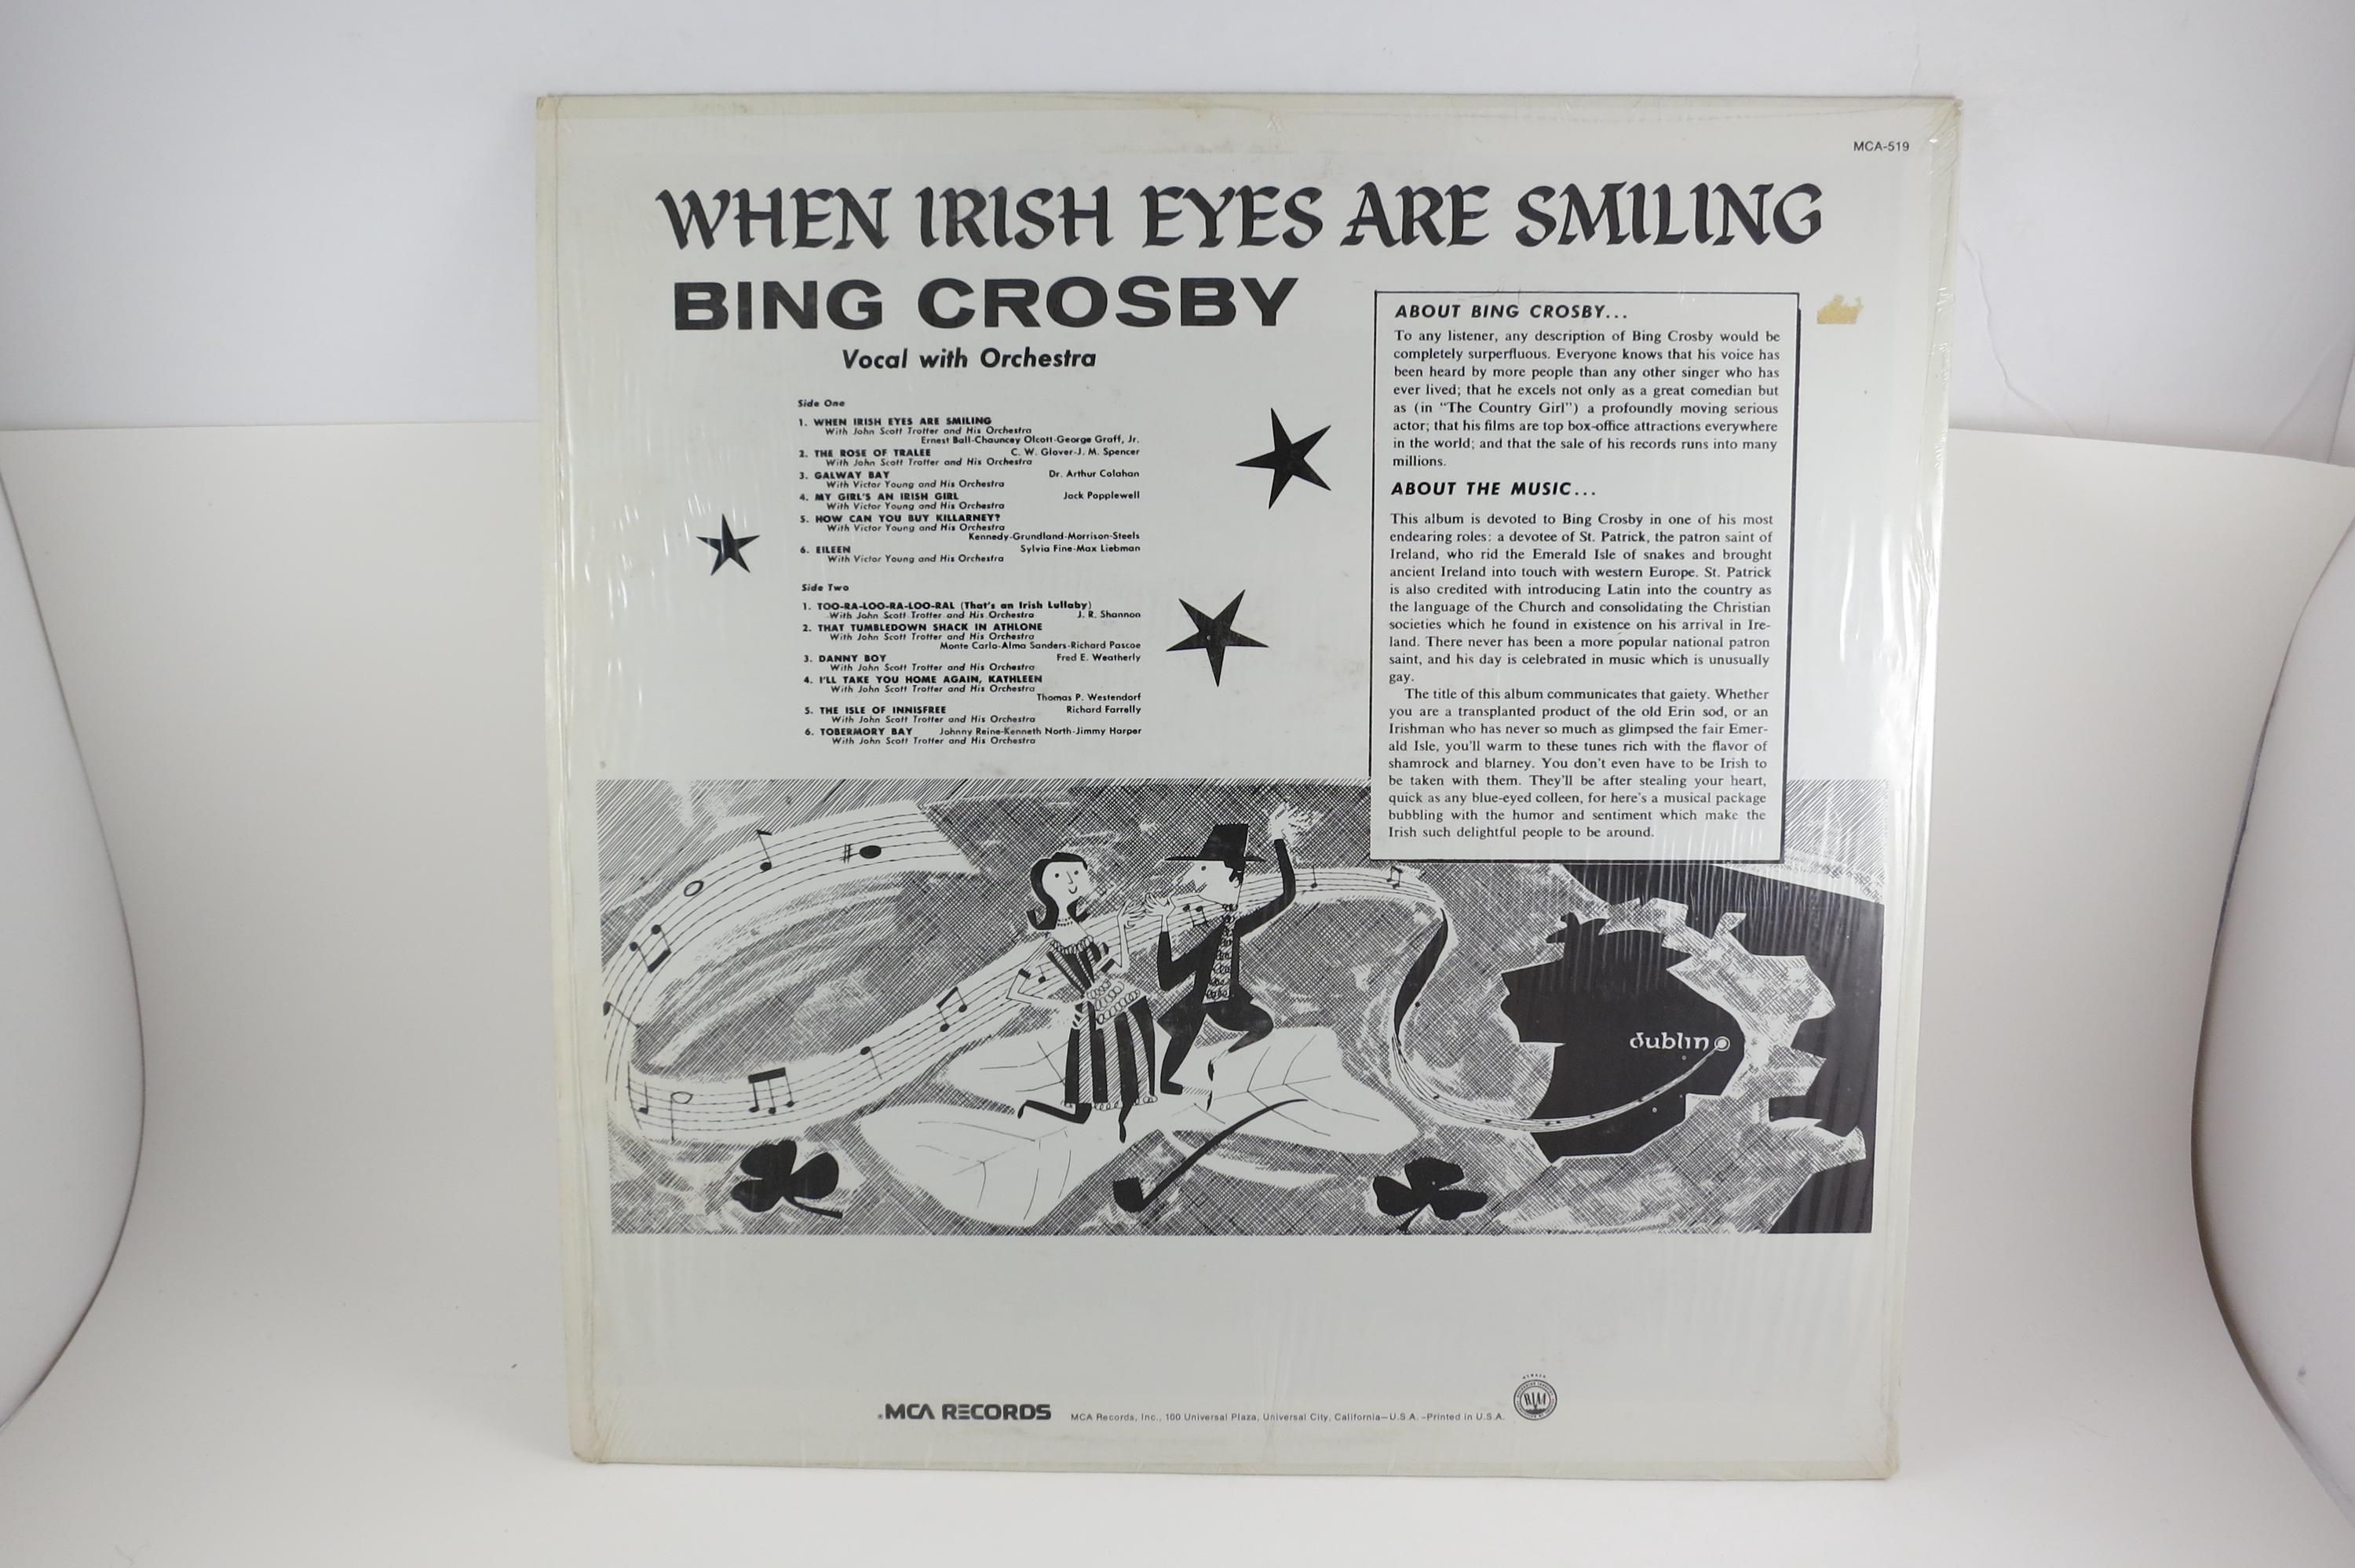 MCA-519
WHEN IRISH EYES ARE SMILING
BING CROSBY
Vocal with Orchestra
Side One
1. WHEN IRISH EYES ARE SMILING
With John Scott Trotter and His Orchestra
Ernest Ball-Chauncey Olcott-George Graff, Jr.
2. THE ROSE OF TRALEE C. W. Glover-J. M. Spencer
With John Scott Trotter and His Orchestra
3. GALWAY BAY Dr. Arthur Colahan
With Victor Young and His Orchestra
4. MY GIRL'S AN IRISH GIRL Jack Popplewell
With Victor Young and His Orchestra
5. HOW CAN YOU BUY KILLARNEY?
With Victor Young and His Orchestra
Kennedy-Grundland-Morrison-Steels
6. EILEEN Sylvia Fine-Max Liebman
With Victor Young and His Orchestra
Side Two
1. TOO-RA-LOO-RA-LOO-RAL (That's an Irish Lullaby)
With John Scott Trotter and His Orchestra J. R. Shannon
2. THAT TUMBLEDOWN SHACK IN ATHLONE
With John Scott Trotter and His Orchestra
Monte Carlo-Alma Sanders-Richard Pascoe
3. DANNY BOY Fred E. Weatherly
With John Scott Trotter and His Orchestra
4. I'LL TAKE YOU HOME AGAIN, KATHLEEN
With John Scott Trotter and His Orchestra
Thomas P. Westendorf
5. THE ISLE OF INNISFREE Richard Farrelly
With John Scott Trotter and His Orchestra
6. TOBERMORY BAY Johnny Reine-Kenneth North-Jimmy Harper
With John Scott Trotter and His Orchestra
ABOUT BING CROSBY...
To any listener, any description of Bing Crosby would be
completely surperfluous. Everyone knows that his voice has
been heard by more people than any other singer who has
ever lived; that he excels not only as a great comedian but
as (in "The Country Girl") a profoundly moving serious
actor; that his films are top box-office attractions everywhere
in the world; and that the sale of his records runs into many
millions.
ABOUT THE MUSIC...
This album is devoted to Bing Crosby in one of his most
endearing roles: a devotee of St. Patrick, the patron saint of
Ireland, who rid the Emerald Isle of snakes and brought
ancient Ireland into touch with western Europe. St. Patrick
is also credited with introducing Latin into the country as
the language of the Church and consolidating the Christian
societies which he found in existence on his arrival in Ire-
land. There never has been a more popular national patron
saint, and his day is celebrated in music which is unusually
gay.
The title of this album communicates that gaiety. Whether
you are a transplanted product of the old Erin sod, or an
Irishman who has never so much as glimpsed the fair Emer-
ald Isle, you'll warm to these tunes rich with the flavor of
shamrock and blarney. You don't even have to be Irish to
be taken with them. They'll be after stealing your heart,
quick as any blue-eyed colleen, for here's a musical package
bubbling with the humor and sentiment which make the
Irish such delightful people to be around.
dublin
MCA RECORDS
MCA Records, Inc., 100 Universal Plaza, Universal City, California—U.S.A. -Printed in U.S.A.
RIAA